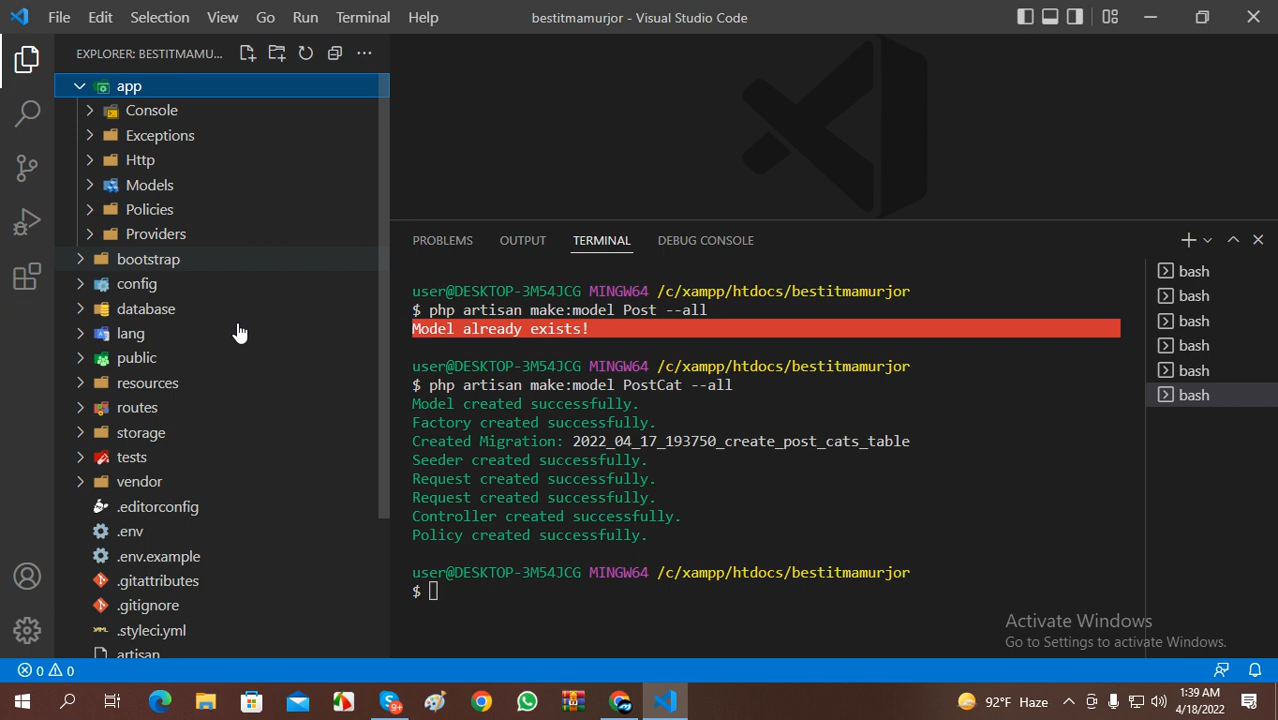 File Edit Selection View Go Run Terminal Help bestitmamurjor - Visual Studio Code
EXPLORER: BESTITMAMU...
app
Console
Exceptions
Http
Models
Policies
Providers
bootstrap
config
database
lang
public
resources
routes
storage
tests
vendor
.editorconfig
.env
.env.example
.gitattributes
.gitignore
YAML .styleci.yml
artisan
PROBLEMS OUTPUT TERMINAL DEBUG CONSOLE
user@DESKTOP-3M54JCG MINGW64 /c/xampp/htdocs/bestitmamurjor
$ php artisan make:model Post --all
Model already exists!
user@DESKTOP-3M54JCG MINGW64 /c/xampp/htdocs/bestitmamurjor
$ php artisan make:model PostCat --all
Model created successfully.
Factory created successfully.
Created Migration: 2022_04_17_193750_create_post_cats_table
Seeder created successfully.
Request created successfully.
Request created successfully.
Controller created successfully.
Policy created successfully.
user@DESKTOP-3M54JCG MINGW64 /c/xampp/htdocs/bestitmamurjor
$
bash
bash
bash
bash
bash
bash
Activate Windows
Go to Settings to activate Windows.
0 0
9+
92°F Haze
1:39 AM
4/18/2022